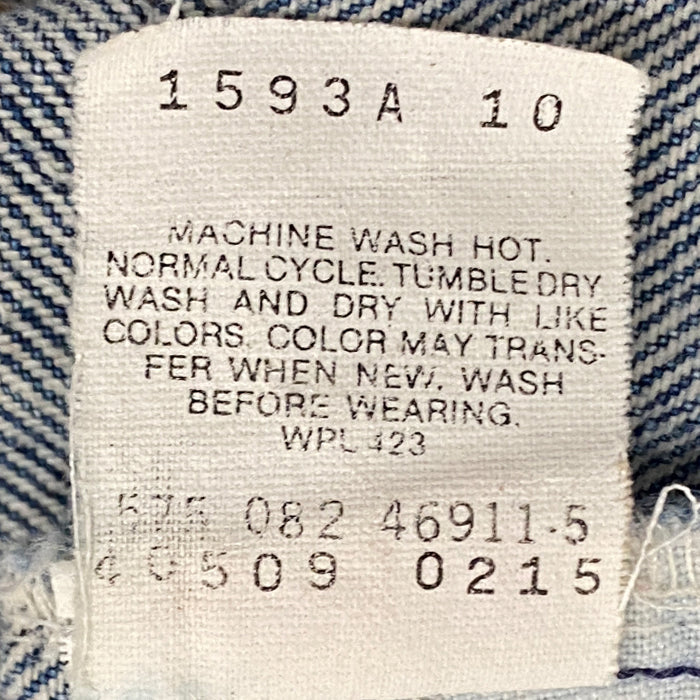 1593A 10
MACHINE WASH HOT.
NORMAL CYCLE. TUMBLE DRY
WASH AND DRY WITH LIKE
COLORS. COLOR MAY TRANS-
FER WHEN NEW. WASH
BEFORE WEARING.
WPL 423
082 46911-5
0215